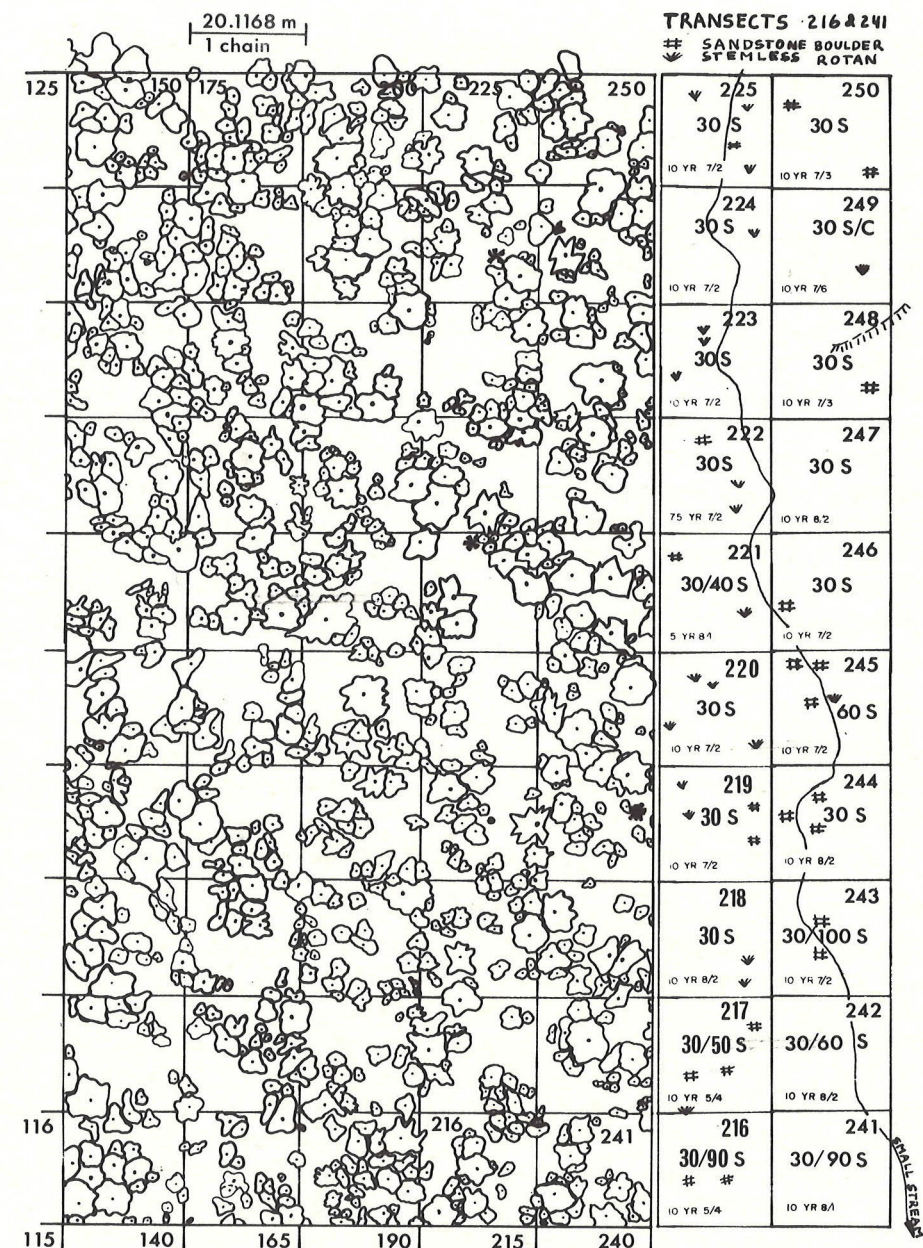 20.1168 m
1 chain
TRANSECTS 216 & 241
SANDSTONE BOULDER
STEMLESS ROTAN
125 150 175 200 225 250
225
30 S
10 YR 7/2
250
30 S
10 YR 7/3
224
30 S
10 YR 7/2
249
30 S/C
10 YR 7/6
223
30 S
10 YR 7/2
248
30 S
10 YR 7/3
222
30 S
75 YR 7/2
247
30 S
10 YR 8.2
221
30/40 S
5 YR 8·1
246
30 S
10 YR 7/2
220
30 S
10 YR 7/2
245
60 S
10 YR 7/2
219
30 S
10 YR 7/2
244
30 S
10 YR 8/2
218
30 S
10 YR 8/2
243
30/100 S
10 YR 7/2
217
30/50 S
10 YR 5/4
242
30/60 S
10 YR 8/2
116 216 241
216
30/90 S
10 YR 5/4
241
30/90 S
10 YR 8/1
SMALL STREAM
115 140 165 190 215 240